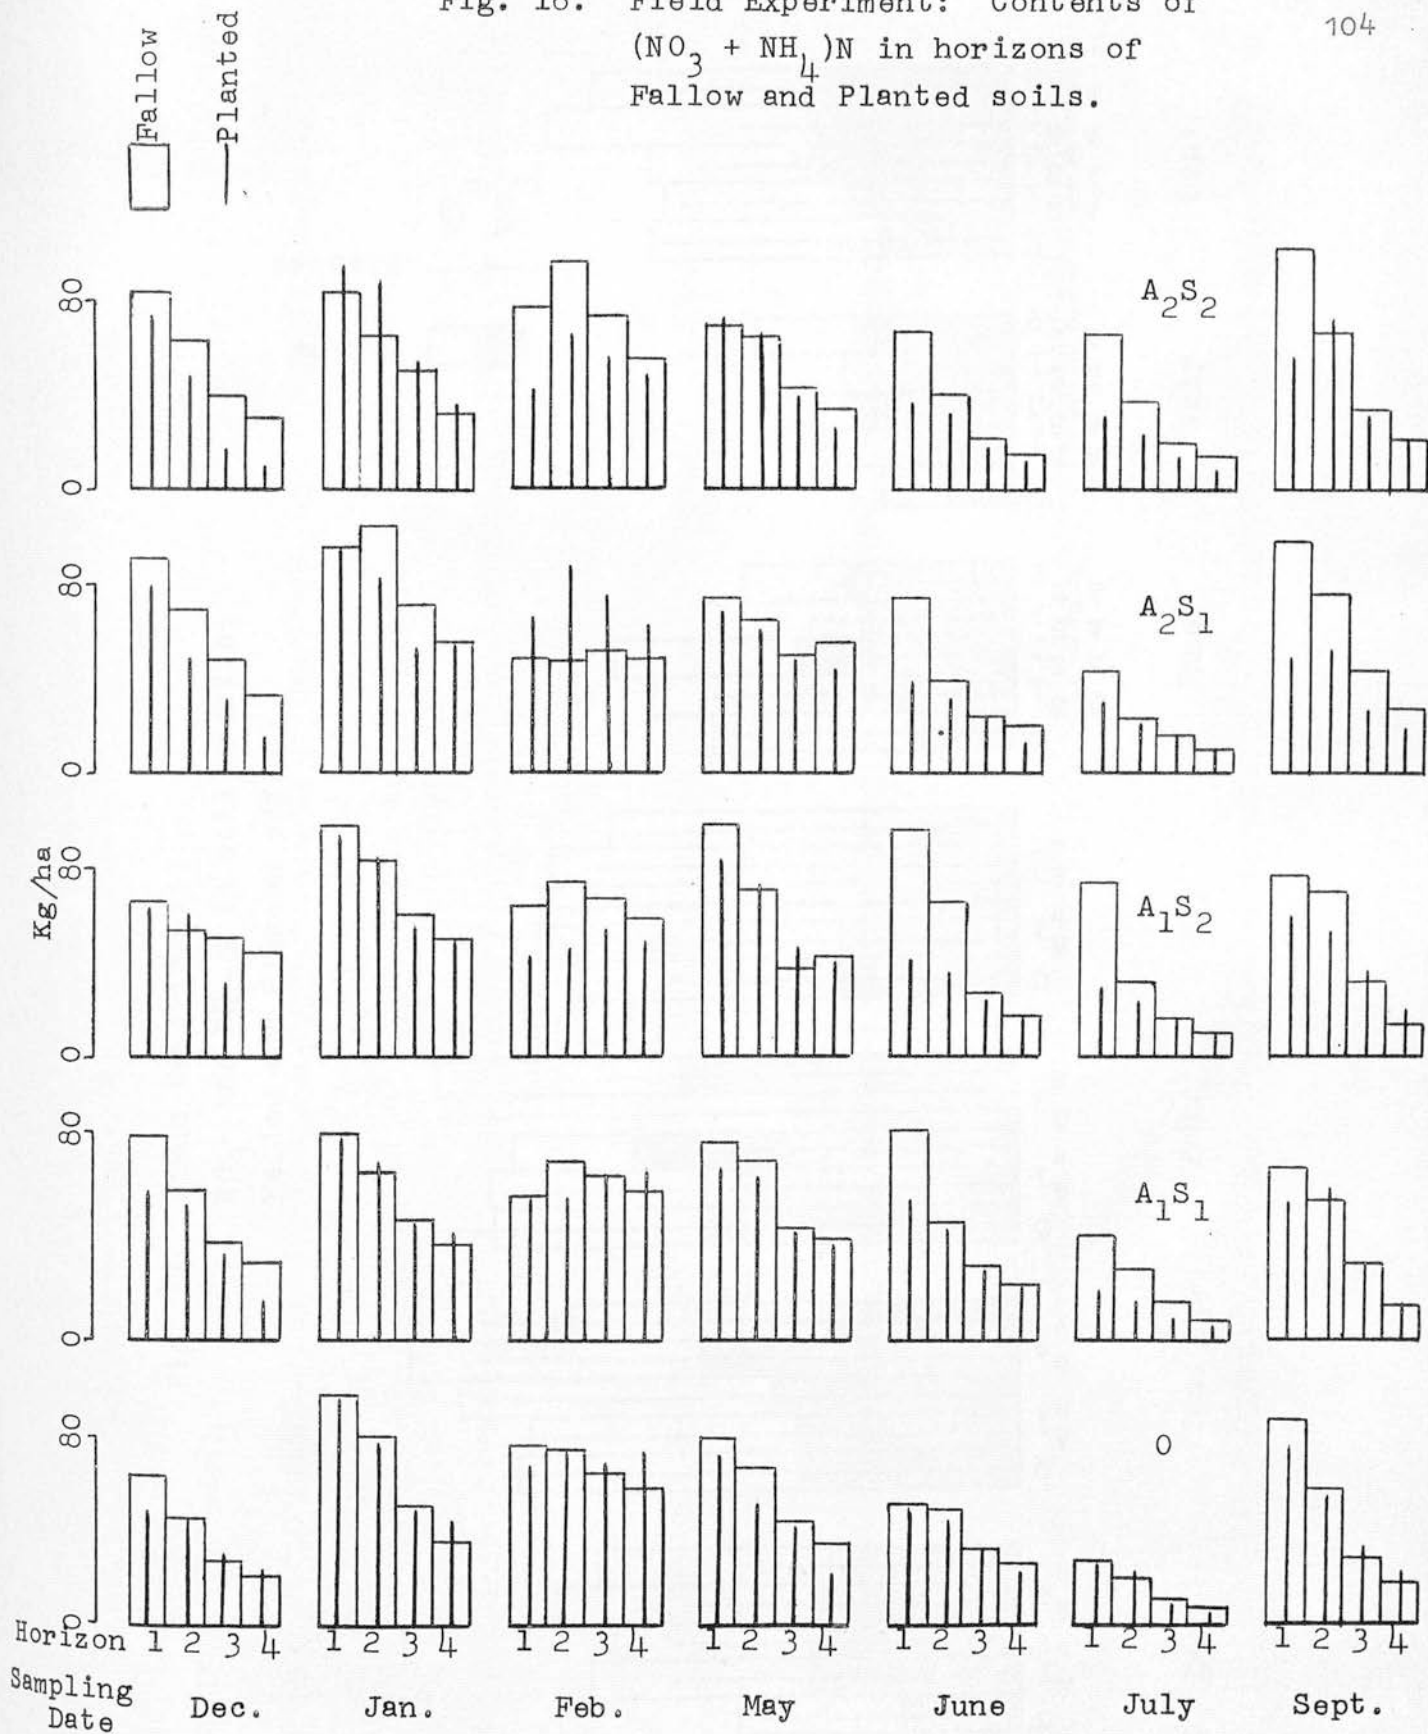 Fig. 16. Field Experiment: Contents of
104
(NO3 + NH4)N in horizons of
Fallow and Planted soils.
Fallow
Planted
80
0
A2S2
80
0
A2S1
Kg/ha
80
0
A1S2
80
0
A1S1
80
0
O
Horizon 1 2 3 4 1 2 3 4 1 2 3 4 1 2 3 4 1 2 3 4 1 2 3 4 1 2 3 4
Sampling
Date Dec. Jan. Feb. May June July Sept.